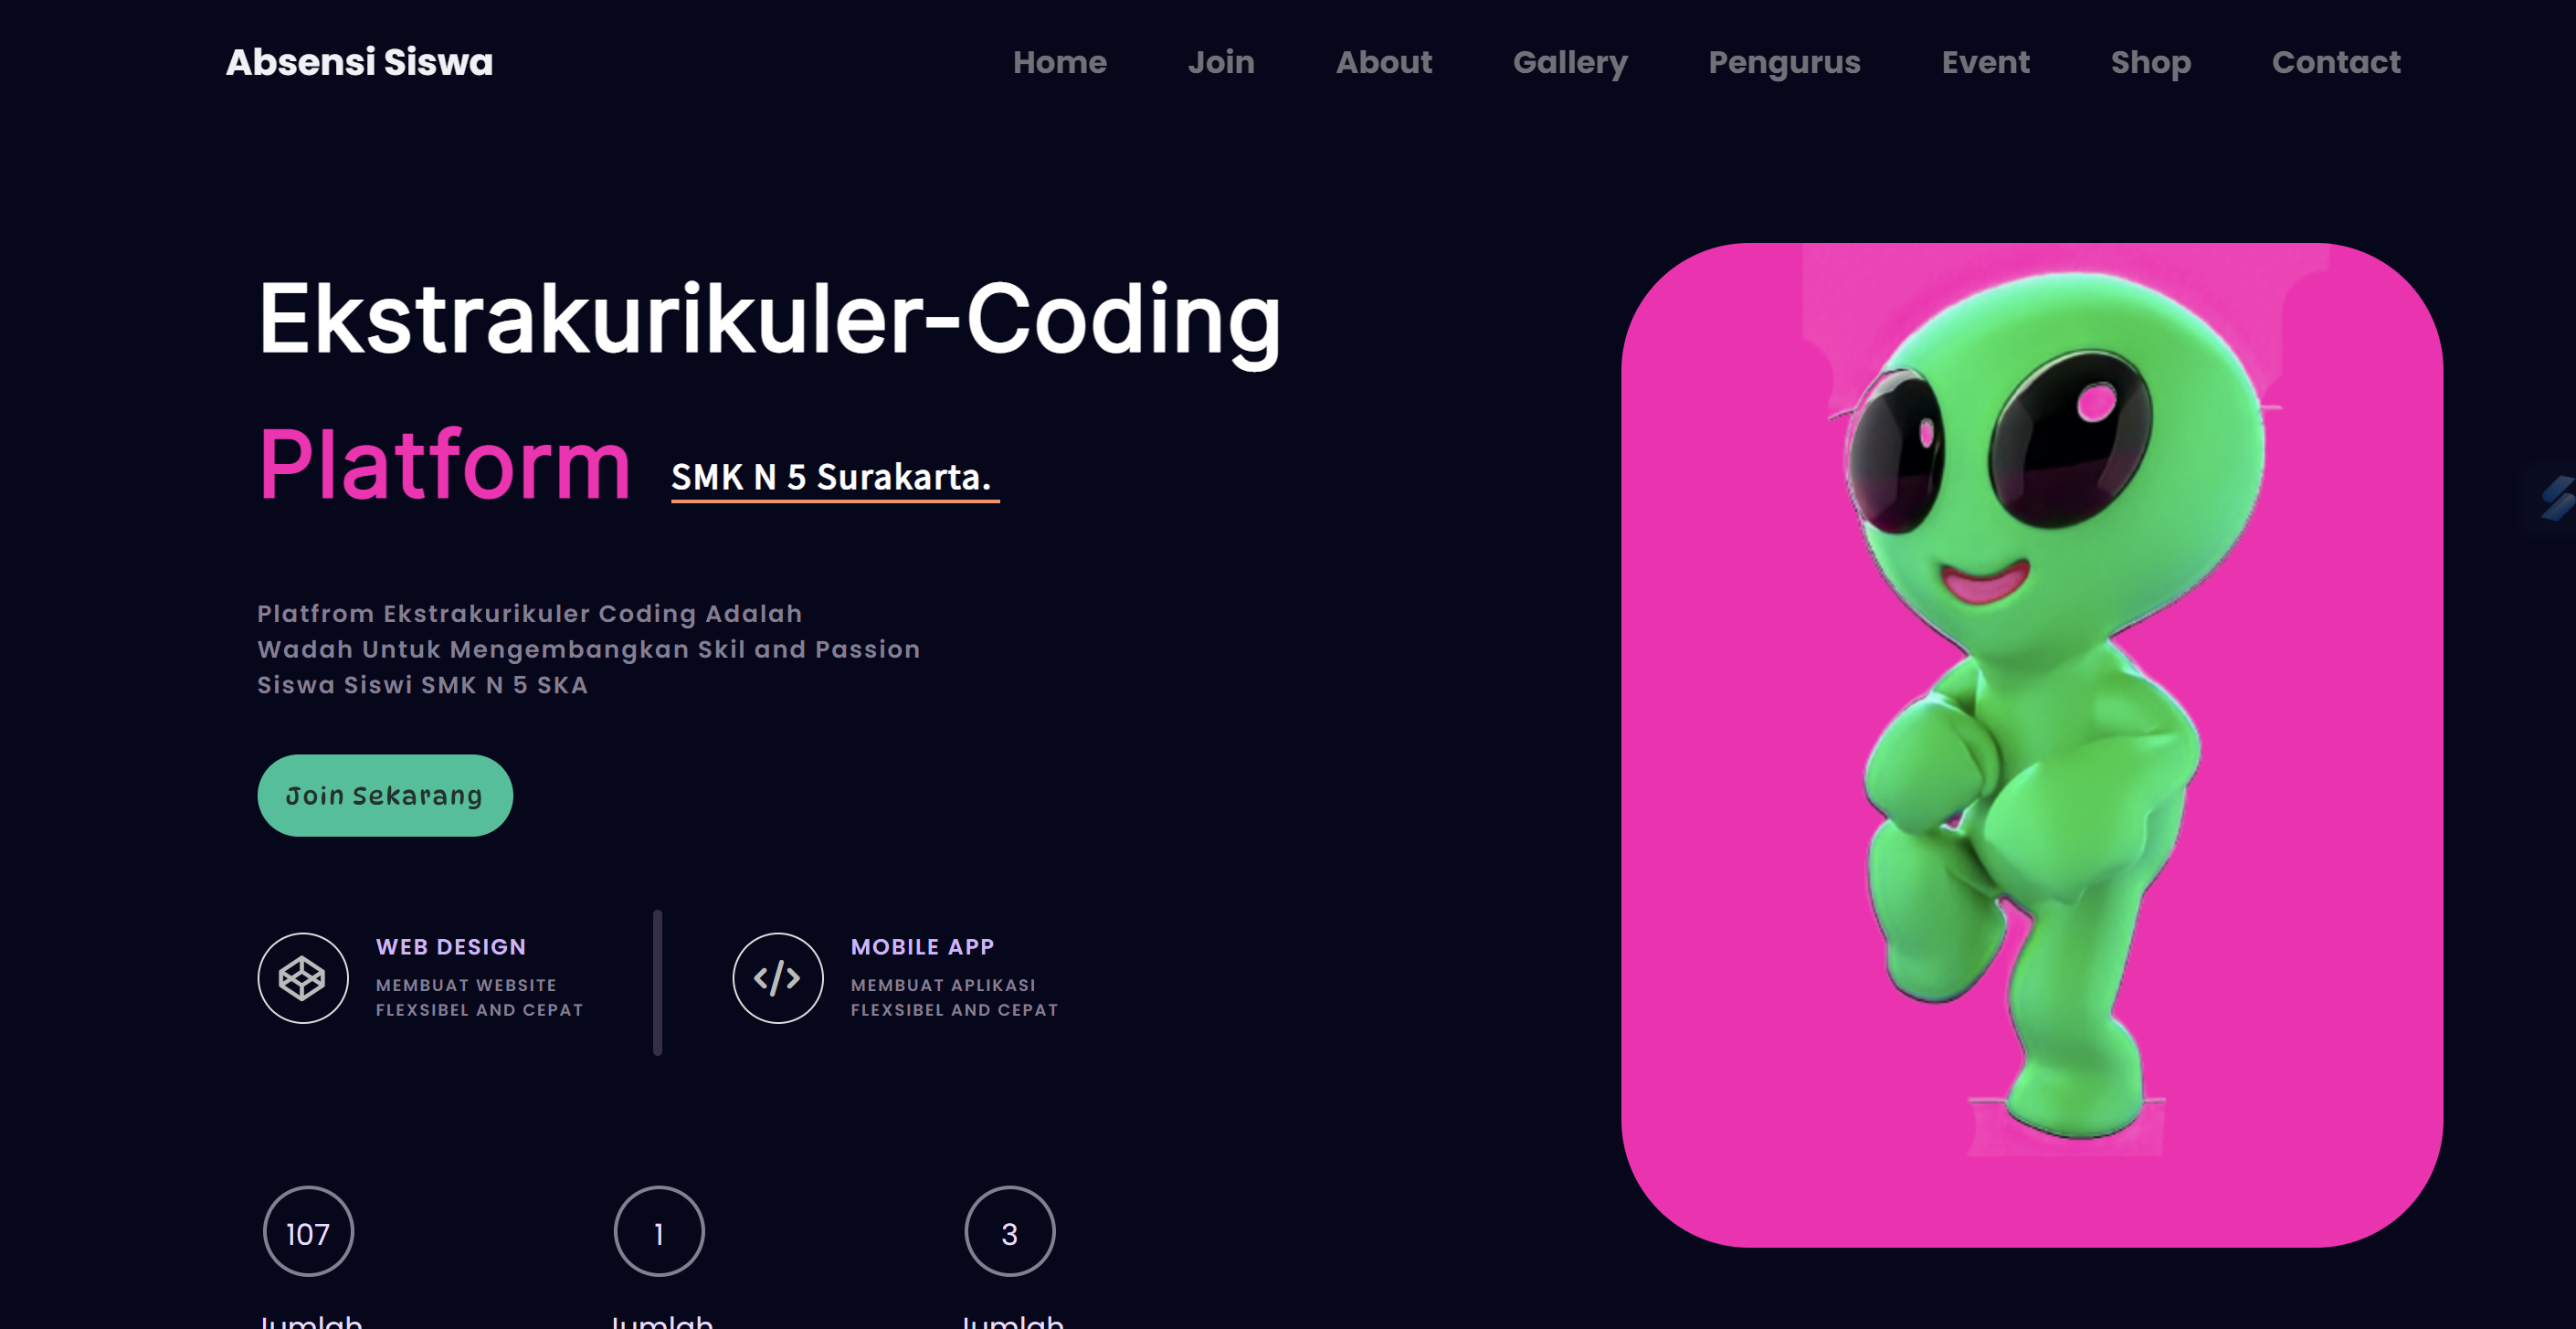 Absensi Siswa
Home Join About Gallery Pengurus Event Shop Contact
Ekstrakurikuler-Coding
Platform SMK N 5 Surakarta.
Platfrom Ekstrakurikuler Coding Adalah
Wadah Untuk Mengembangkan Skil and Passion
Siswa Siswi SMK N 5 SKA
Join Sekarang
WEB DESIGN
MEMBUAT WEBSITE
FLEXSIBEL AND CEPAT
MOBILE APP
MEMBUAT APLIKASI
FLEXSIBEL AND CEPAT
107 1 3
Jumlah Jumlah Jumlah